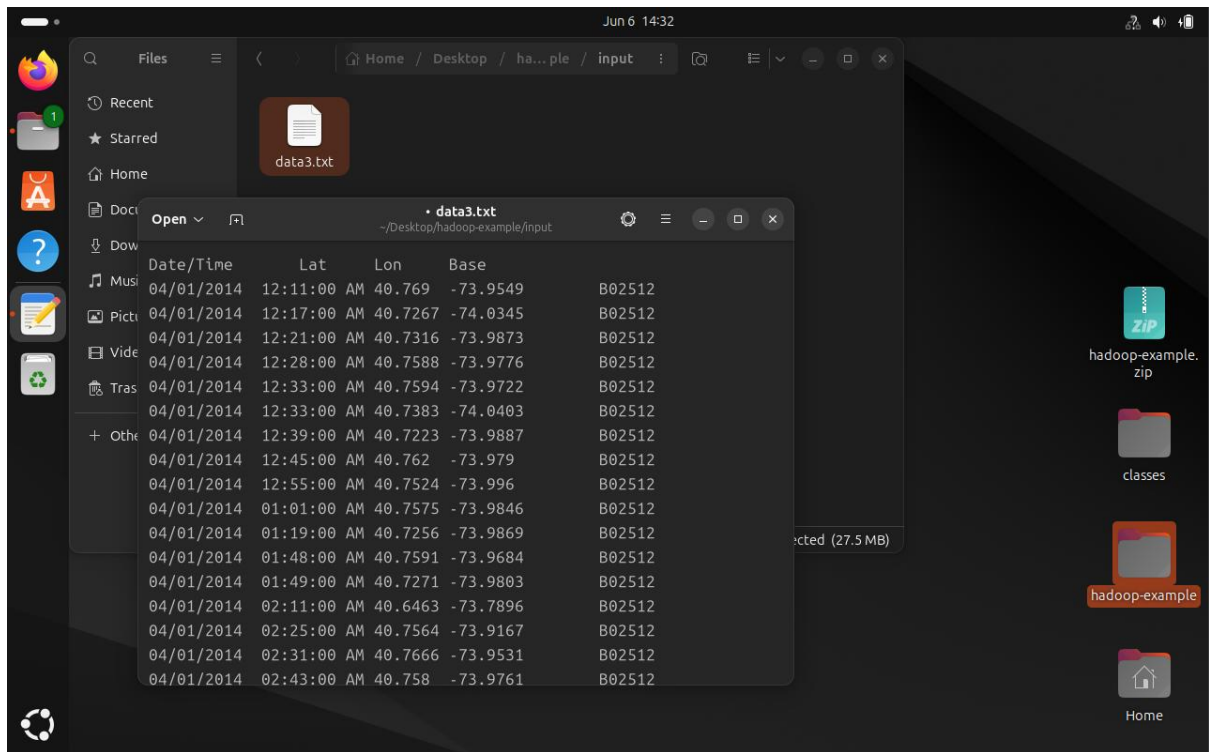 Jun 6 14:32
Files
Home / Desktop / ha...ple / input
Recent
Starred
Home
Docu
Dow
Musi
Pictu
Vide
Tras
+ Othe
1
data3.txt
Open
• data3.txt
~/Desktop/hadoop-example/input
Date/Time Lat Lon Base
04/01/2014 12:11:00 AM 40.769 -73.9549 B02512
04/01/2014 12:17:00 AM 40.7267 -74.0345 B02512
04/01/2014 12:21:00 AM 40.7316 -73.9873 B02512
04/01/2014 12:28:00 AM 40.7588 -73.9776 B02512
04/01/2014 12:33:00 AM 40.7594 -73.9722 B02512
04/01/2014 12:33:00 AM 40.7383 -74.0403 B02512
04/01/2014 12:39:00 AM 40.7223 -73.9887 B02512
04/01/2014 12:45:00 AM 40.762 -73.979 B02512
04/01/2014 12:55:00 AM 40.7524 -73.996 B02512
04/01/2014 01:01:00 AM 40.7575 -73.9846 B02512
04/01/2014 01:19:00 AM 40.7256 -73.9869 B02512
04/01/2014 01:48:00 AM 40.7591 -73.9684 B02512
04/01/2014 01:49:00 AM 40.7271 -73.9803 B02512
04/01/2014 02:11:00 AM 40.6463 -73.7896 B02512
04/01/2014 02:25:00 AM 40.7564 -73.9167 B02512
04/01/2014 02:31:00 AM 40.7666 -73.9531 B02512
04/01/2014 02:43:00 AM 40.758 -73.9761 B02512
ected (27.5 MB)
ZIP
hadoop-example.
zip
classes
hadoop-example
Home